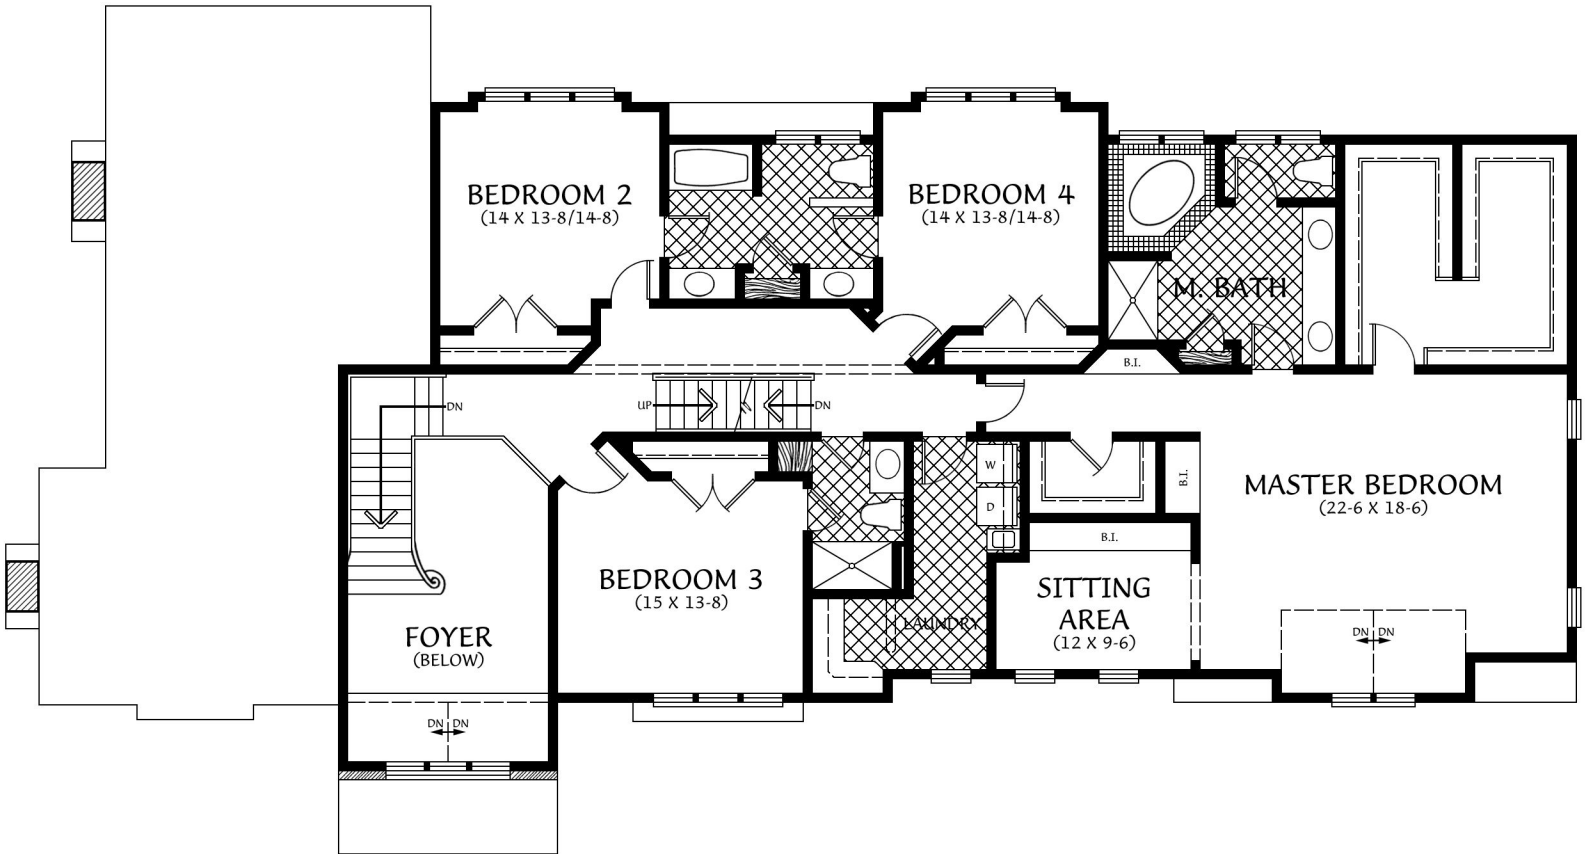 BEDROOM 2
(14 X 13-8/14-8)
BEDROOM 4
(14 X 13-8/14-8)
M. BATH
B.I.
DN
UP
DN
W
D
B.I.
MASTER BEDROOM
(22-6 X 18-6)
B.I.
BEDROOM 3
(15 X 13-8)
SITTING
AREA
(12 X 9-6)
LAUNDRY
FOYER
(BELOW)
DN DN
DN DN